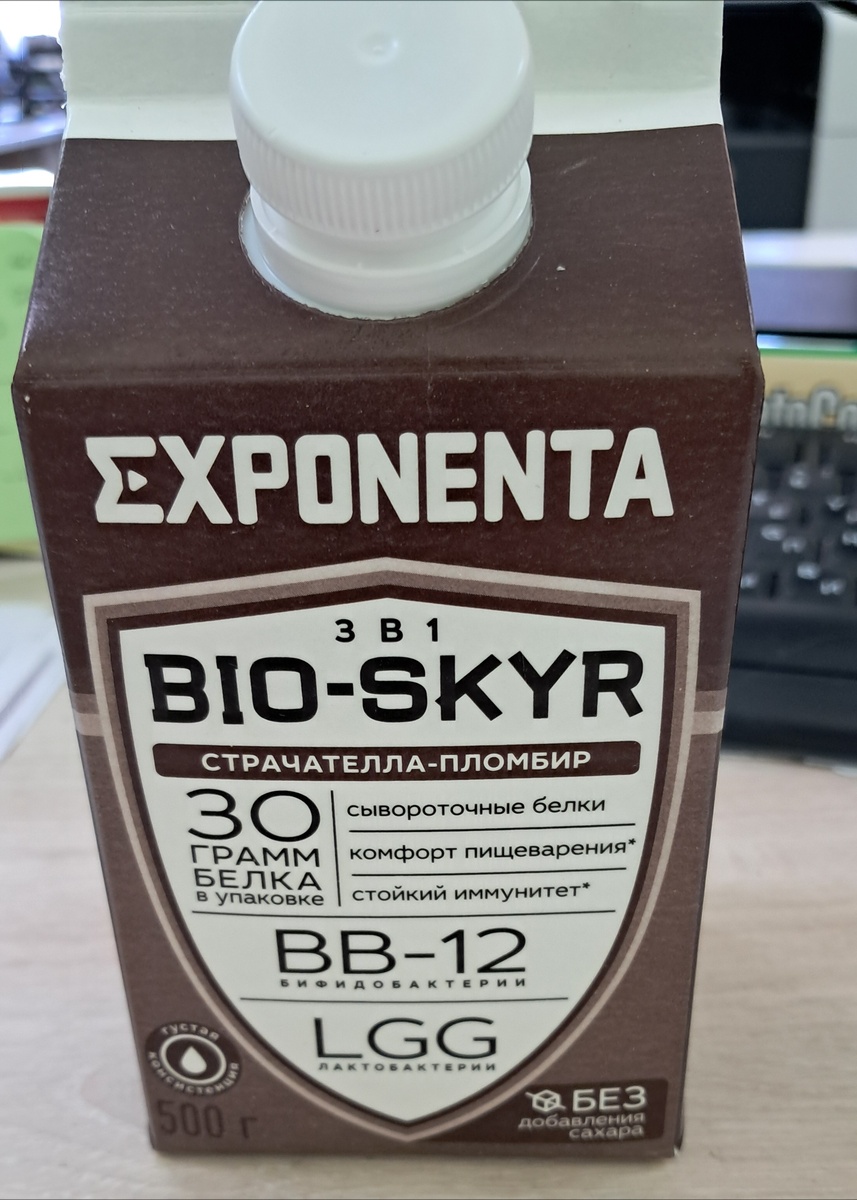 EXPONENTA
3 В 1
BIO-SKYR
СТРАЧАТЕЛЛА-ПЛОМБИР
30
ГРАММ
БЕЛКА
в упаковке
сывороточные белки
комфорт пищеварения*
стойкий иммунитет*
BB-12
БИФИДОБАКТЕРИИ
LGG
ЛАКТОБАКТЕРИИ
густая
консистенция
500 г
БЕЗ
добавления
сахара